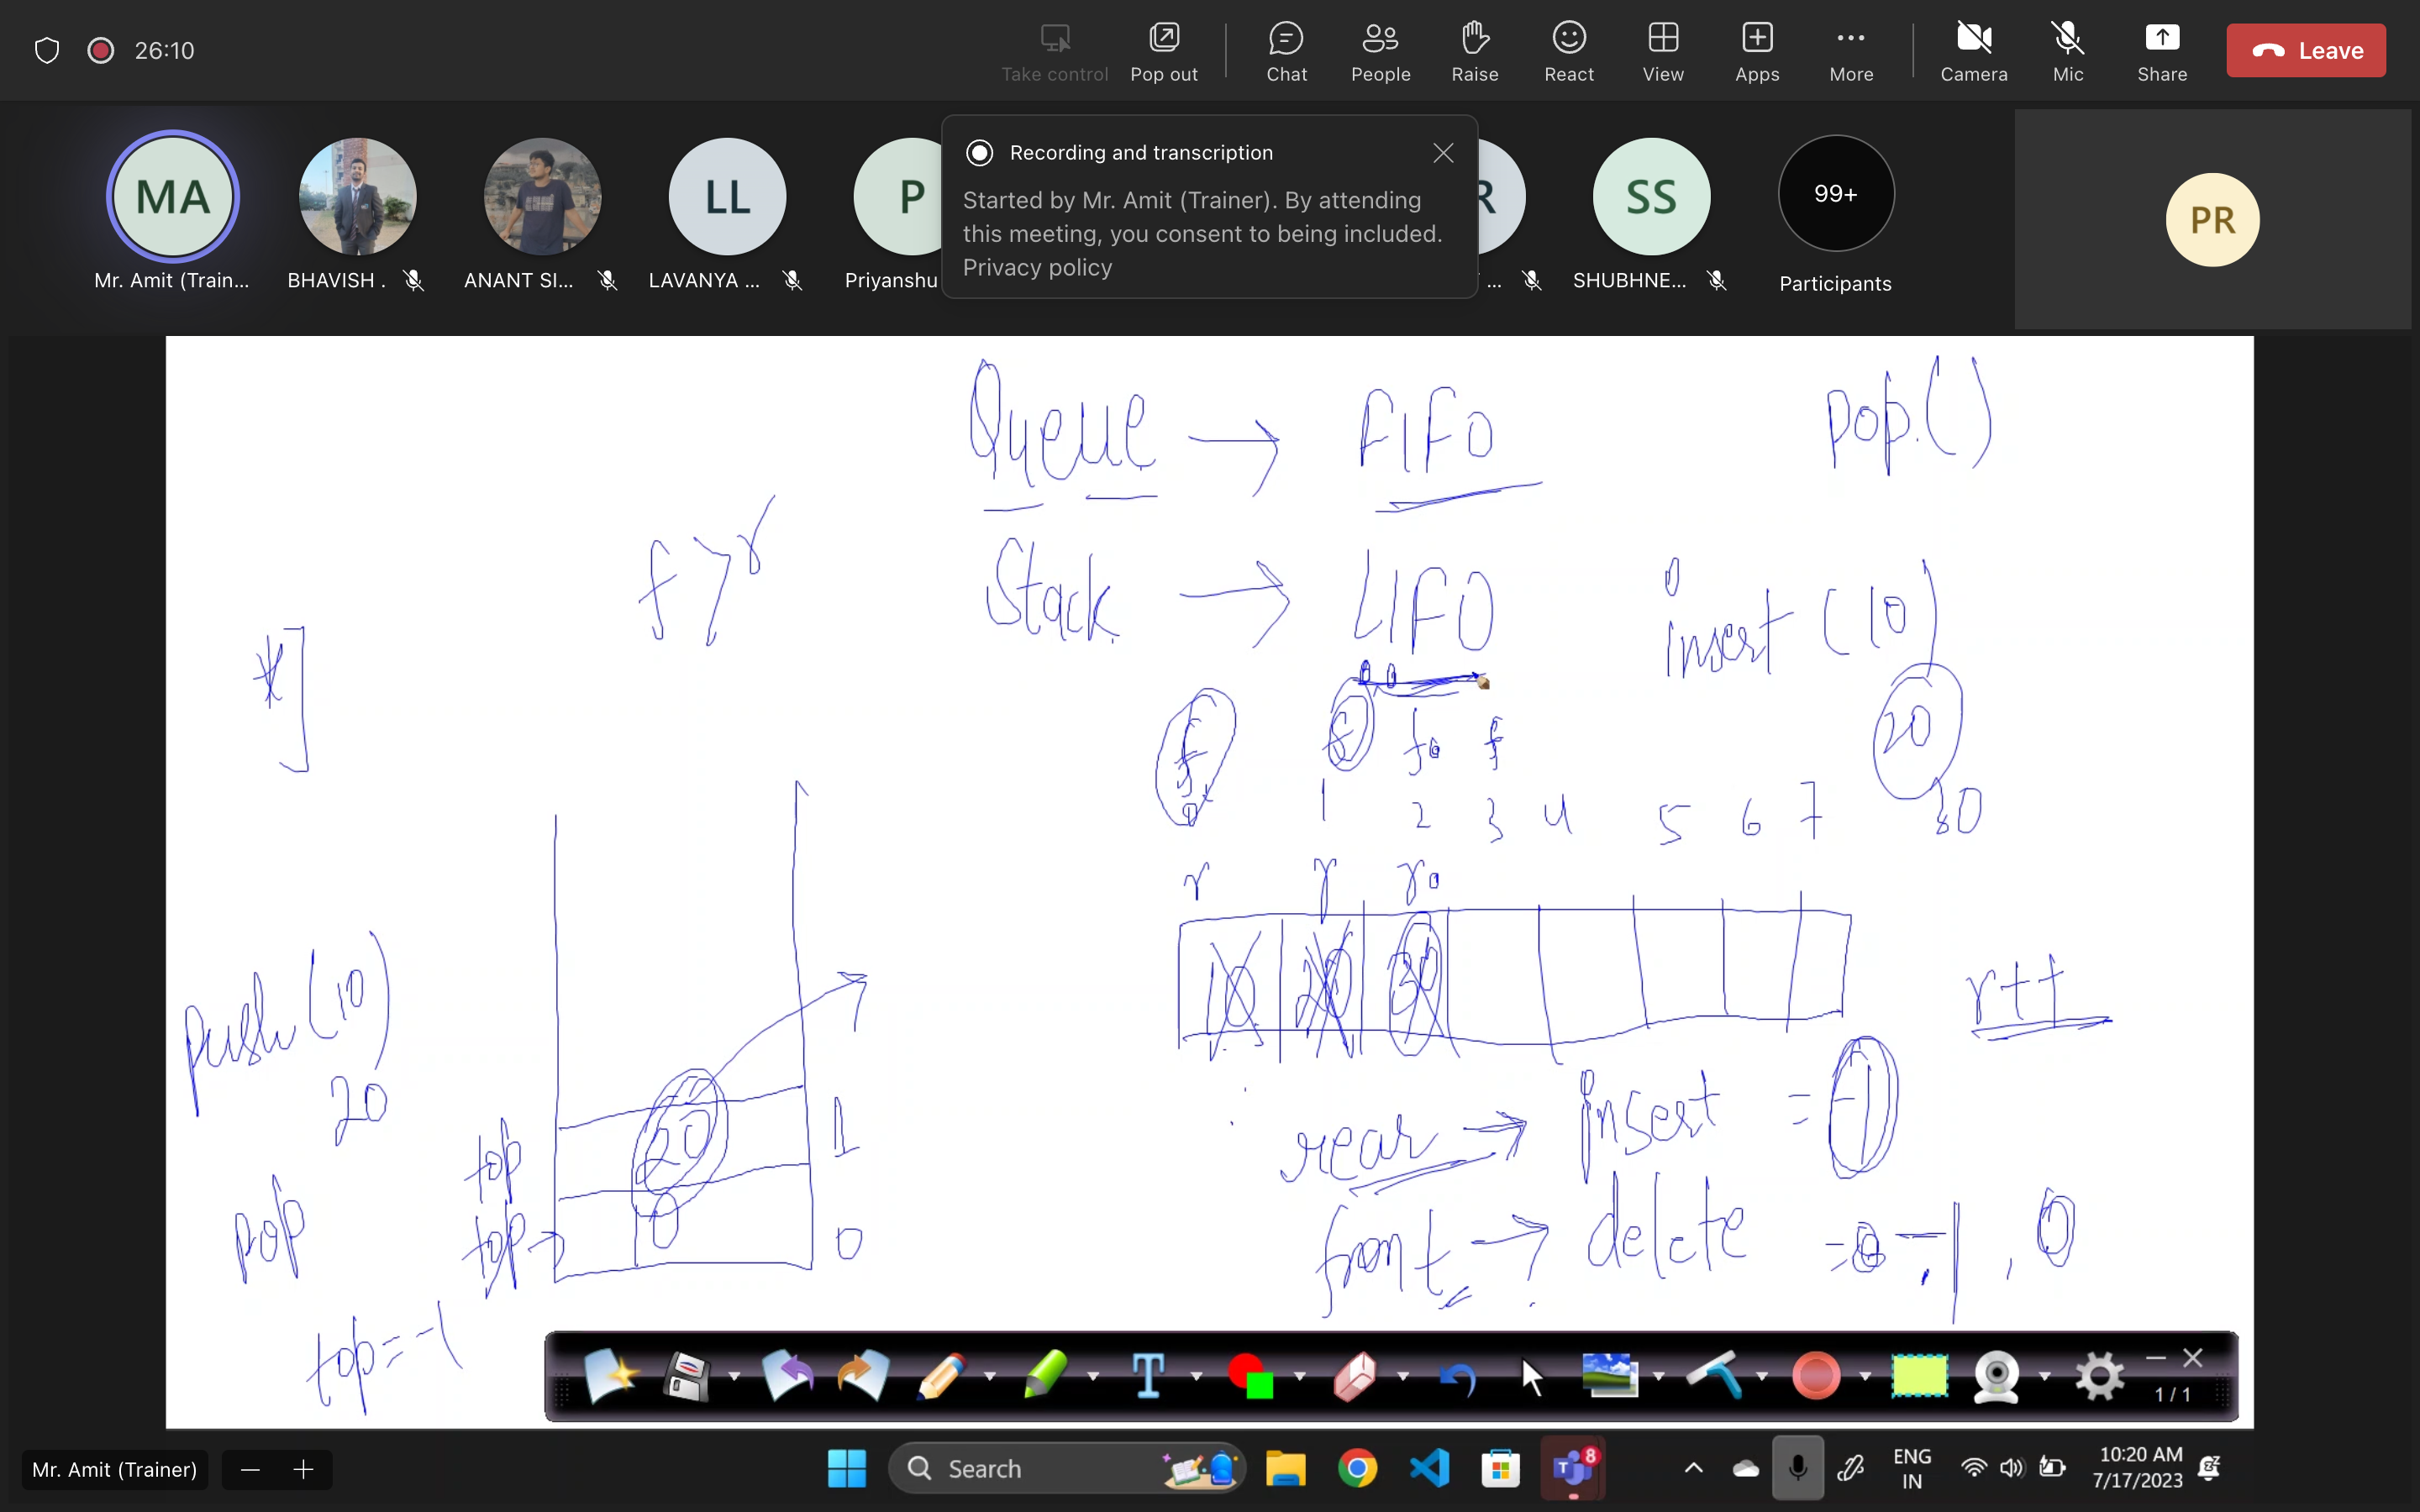 26:10
Take control Pop out Chat People Raise React View Apps More Camera Mic Share Leave
MA LL P R SS 99+ PR
Recording and transcription
Started by Mr. Amit (Trainer). By attending
this meeting, you consent to being included.
Privacy policy
Mr. Amit (Train... BHAVISH . ANANT SI... LAVANYA ... Priyanshu ... SHUBHNE... Participants
Queue → FIFO pop.()
f > r
Stack → LIFO insert (10)
*]
20
f f f f
0 1 2 3 4 5 6 7 30
r r r
10 20 30
push (10) r++
20
top 20 1 rear → insert = -1
pop top → 10 0 front → delete = 0 -1, 0
top = -1
T
1 / 1
Mr. Amit (Trainer)
Search
T 8
ENG
IN
10:20 AM
7/17/2023